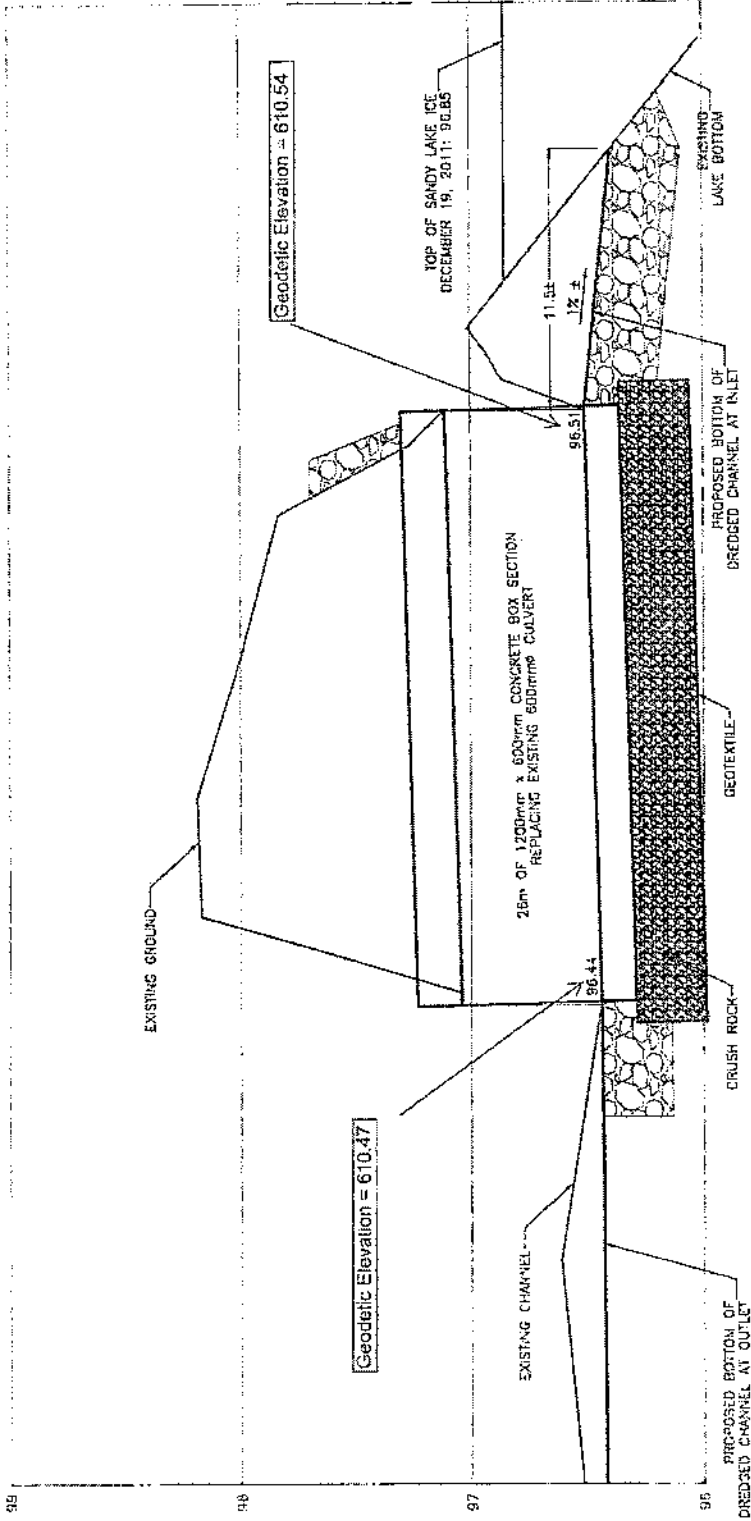 99
98
97
96
EXISTING GROUND
Geodetic Elevation = 610.54
TOP OF SANDY LAKE ICE
DECEMBER 19, 2011: 96.85
Geodetic Elevation = 610.47
26m OF 1200mm x 600mm CONCRETE BOX SECTION
REPLACING EXISTING 600mmø CULVERT
11.5±
1% ±
96.44
96.51
EXISTING CHANNEL
EXISTING
LAKE BOTTOM
PROPOSED BOTTOM OF
DREDGED CHANNEL AT OUTLET
CRUSH ROCK
GEOTEXTILE
PROPOSED BOTTOM OF
DREDGED CHANNEL AT INLET